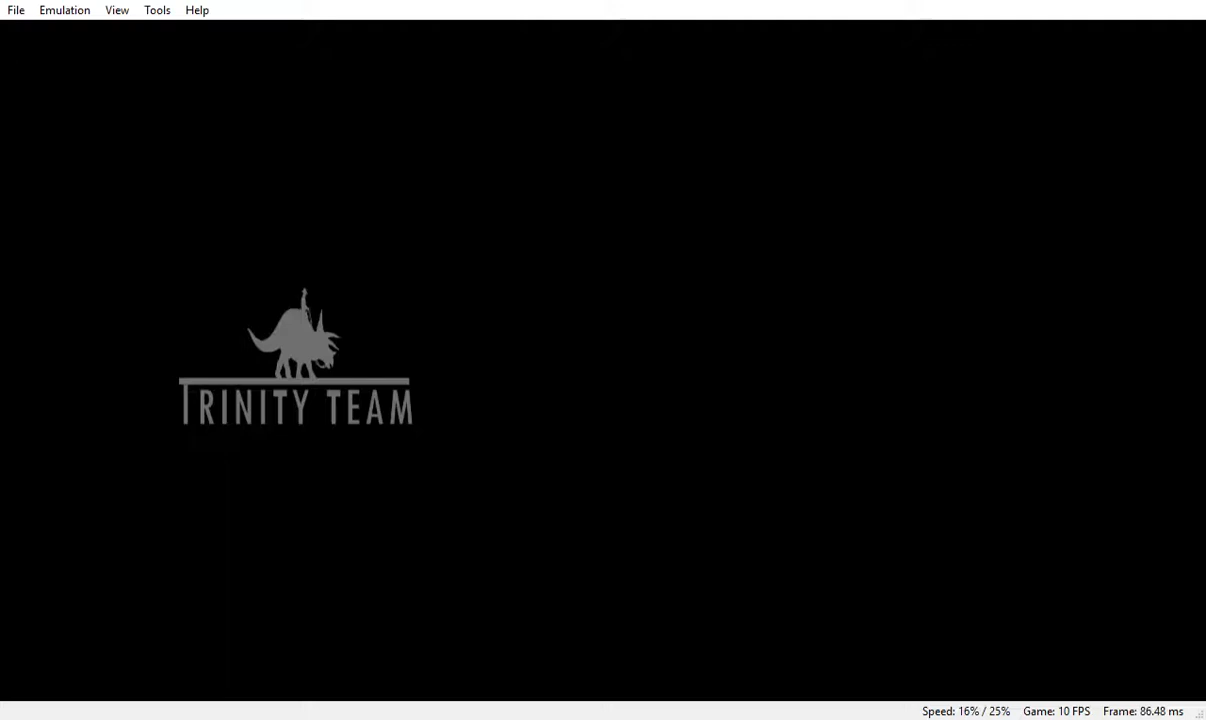 File Emulation View Tools Help
TRINITY TEAM
Speed: 16% / 25% Game: 10 FPS Frame: 86.48 ms